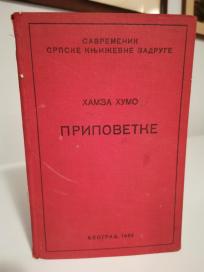 САВРЕМЕНИК
СРПСКЕ КЊИЖЕВНЕ ЗАДРУГЕ
ХАМЗА ХУМО
ПРИПОВЕТКЕ
БЕОГРАД,